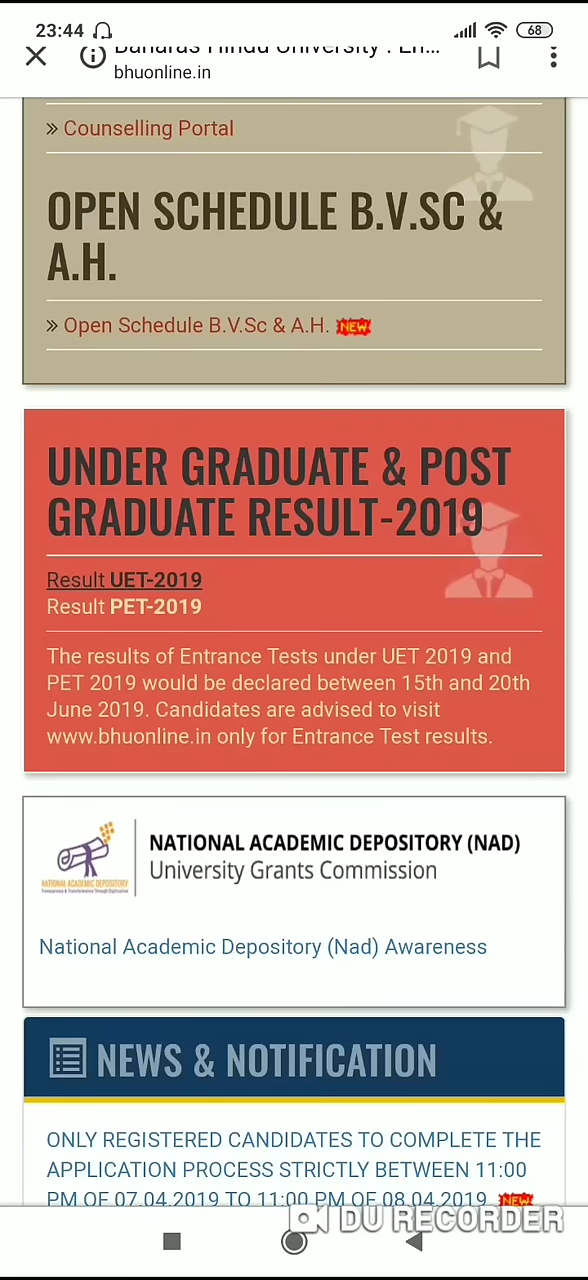 23:44
68
Banaras Hindu University : En...
bhuonline.in
» Counselling Portal
OPEN SCHEDULE B.V.SC &
A.H.
» Open Schedule B.V.Sc & A.H. NEW
UNDER GRADUATE & POST
GRADUATE RESULT-2019
Result UET-2019
Result PET-2019
The results of Entrance Tests under UET 2019 and
PET 2019 would be declared between 15th and 20th
June 2019. Candidates are advised to visit
www.bhuonline.in only for Entrance Test results.
NATIONAL ACADEMIC DEPOSITORY (NAD)
University Grants Commission
NATIONAL ACADEMIC DEPOSITORY
National Academic Depository (Nad) Awareness
NEWS & NOTIFICATION
ONLY REGISTERED CANDIDATES TO COMPLETE THE
APPLICATION PROCESS STRICTLY BETWEEN 11:00
PM OF 07.04.2019 TO 11:00 PM OF 08.04.2019 NEW
DU RECORDER